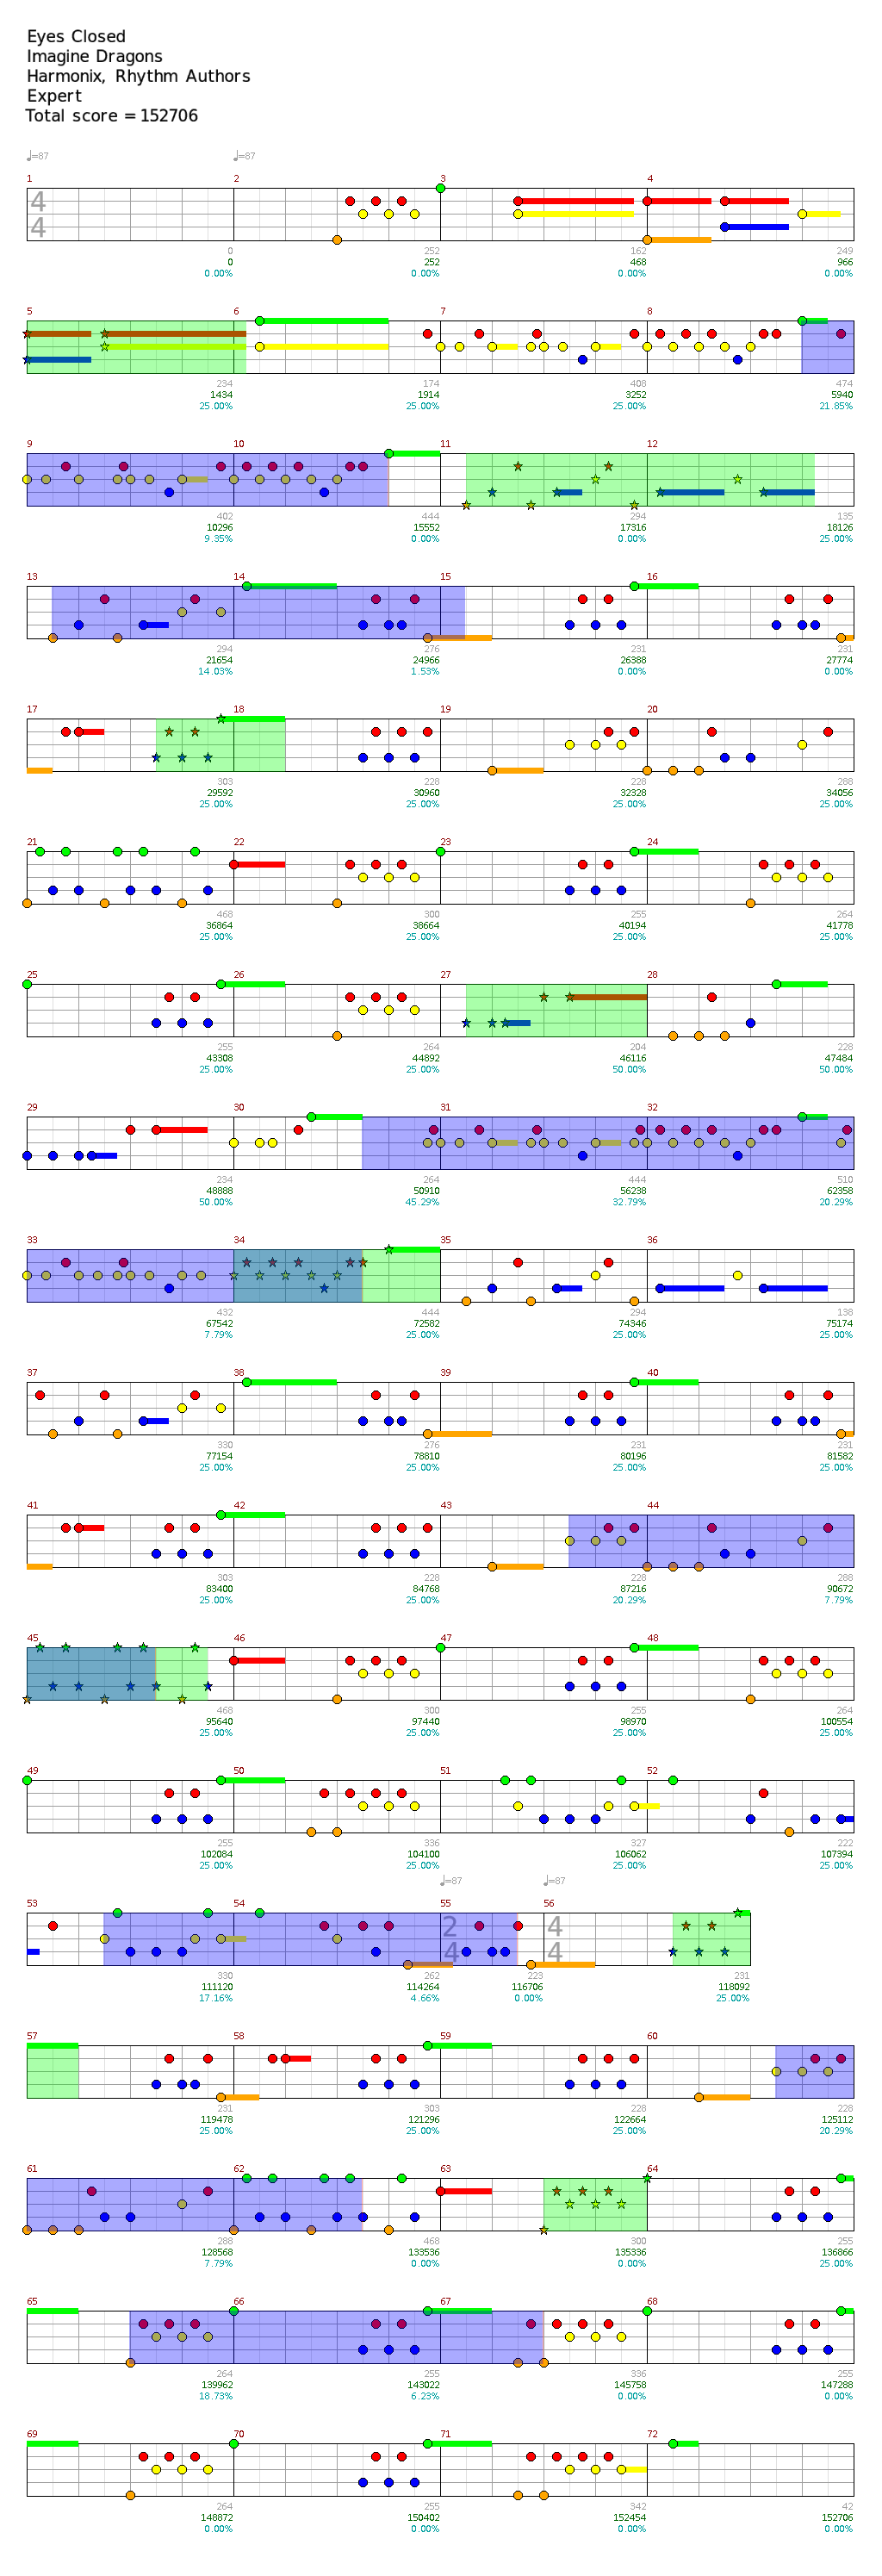 Eyes Closed
Imagine Dragons
Harmonix, Rhythm Authors
Expert
Total score = 152706
♩=87 ♩=87
1 2 3 4
4
4
0 252 162 249
0 252 468 966
0.00% 0.00% 0.00% 0.00%
5 6 7 8
234 174 408 474
1434 1914 3252 5940
25.00% 25.00% 25.00% 21.85%
9 10 11 12
402 444 294 135
10296 15552 17316 18126
9.35% 0.00% 0.00% 25.00%
13 14 15 16
294 276 231 231
21654 24966 26388 27774
14.03% 1.53% 0.00% 0.00%
17 18 19 20
303 228 228 288
29592 30960 32328 34056
25.00% 25.00% 25.00% 25.00%
21 22 23 24
468 300 255 264
36864 38664 40194 41778
25.00% 25.00% 25.00% 25.00%
25 26 27 28
255 264 204 228
43308 44892 46116 47484
25.00% 25.00% 50.00% 50.00%
29 30 31 32
234 264 444 510
48888 50910 56238 62358
50.00% 45.29% 32.79% 20.29%
33 34 35 36
432 444 294 138
67542 72582 74346 75174
7.79% 25.00% 25.00% 25.00%
37 38 39 40
330 276 231 231
77154 78810 80196 81582
25.00% 25.00% 25.00% 25.00%
41 42 43 44
303 228 228 288
83400 84768 87216 90672
25.00% 25.00% 20.29% 7.79%
45 46 47 48
468 300 255 264
95640 97440 98970 100554
25.00% 25.00% 25.00% 25.00%
49 50 51 52
255 336 327 222
102084 104100 106062 107394
25.00% 25.00% 25.00% 25.00%
♩=87 ♩=87
53 54 55 56
2 4
4 4
330 262 223 231
111120 114264 116706 118092
17.16% 4.66% 0.00% 25.00%
57 58 59 60
231 303 228 228
119478 121296 122664 125112
25.00% 25.00% 25.00% 20.29%
61 62 63 64
288 468 300 255
128568 133536 135336 136866
7.79% 0.00% 0.00% 25.00%
65 66 67 68
264 255 336 255
139962 143022 145758 147288
18.73% 6.23% 0.00% 0.00%
69 70 71 72
264 255 342 42
148872 150402 152454 152706
0.00% 0.00% 0.00% 0.00%